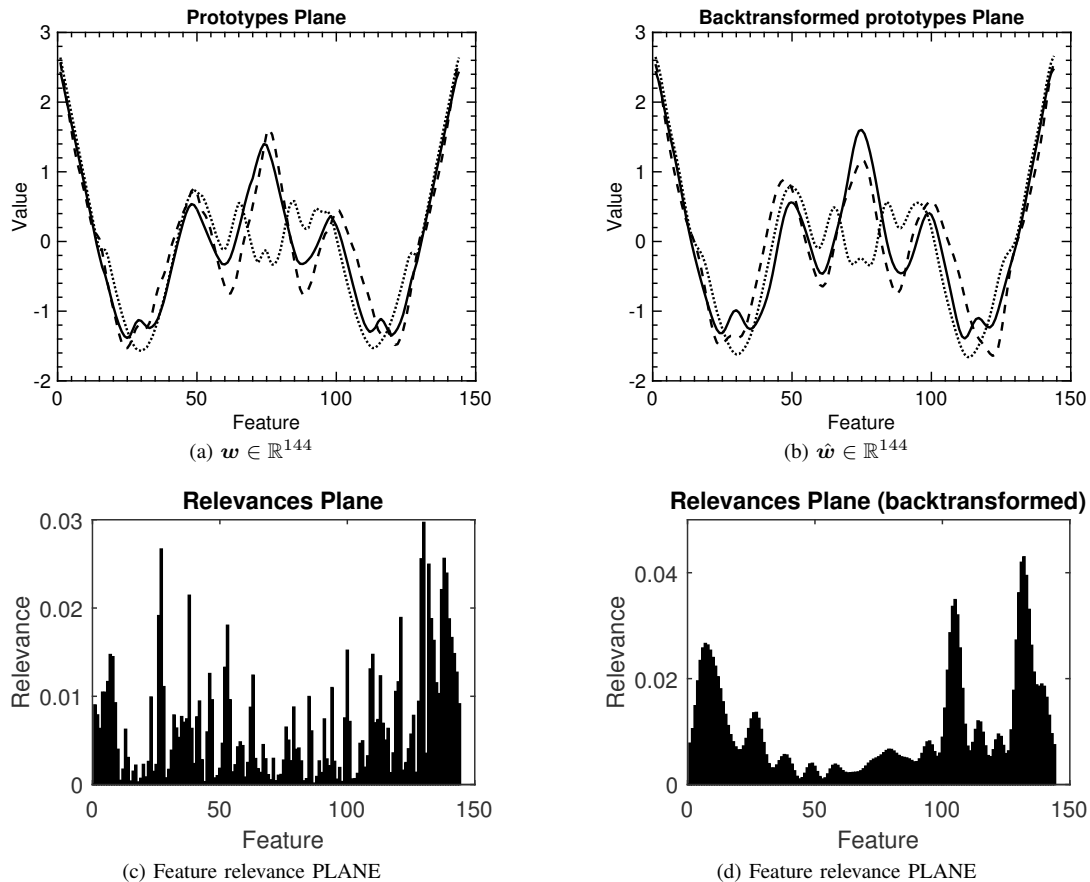 Prototypes Plane
3
2
1
0
-1
-2
Value
0 50 100 150
Feature
(a) w ∈ ℝ^144
Backtransformed prototypes Plane
3
2
1
0
-1
-2
Value
0 50 100 150
Feature
(b) ŵ ∈ ℝ^144
Relevances Plane
0.03
0.02
0.01
0
Relevance
0 50 100 150
Feature
(c) Feature relevance PLANE
Relevances Plane (backtransformed)
0.04
0.02
0
Relevance
0 50 100 150
Feature
(d) Feature relevance PLANE